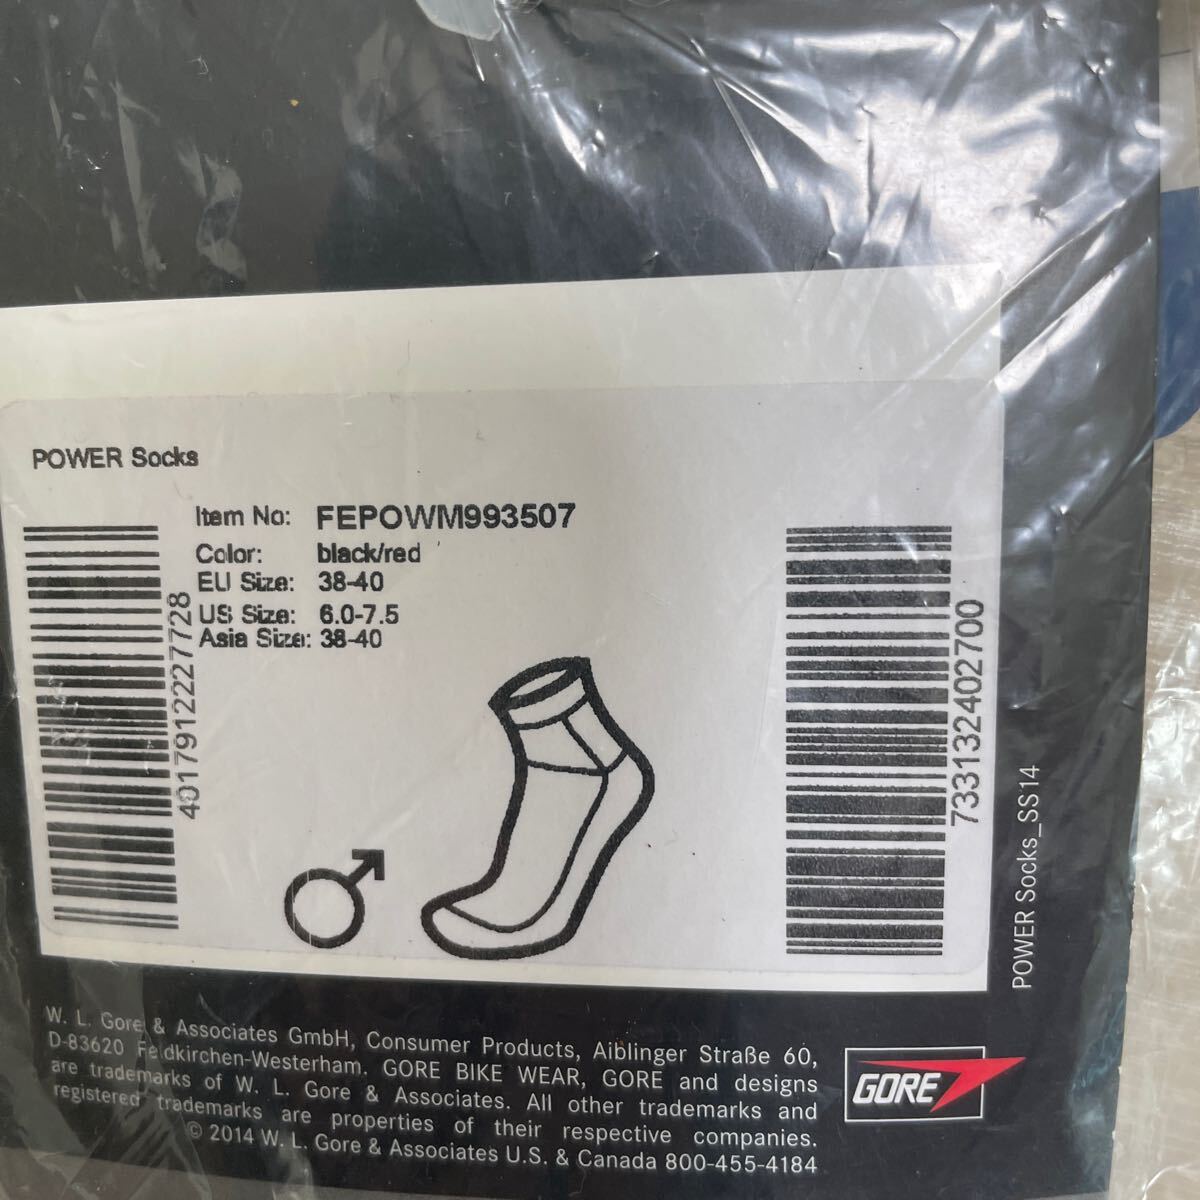 POWER Socks
Item No: FEPOWM993507
Color: black/red
EU Size: 38-40
US Size: 6.0-7.5
Asia Size: 38-40
4017912227728
733132402700
POWER Socks_SS14
W. L. Gore & Associates GmbH, Consumer Products, Aiblinger Straße 60,
D-83620 Feldkirchen-Westerham. GORE BIKE WEAR, GORE and designs
are trademarks of W. L. Gore & Associates. All other trademarks and
registered trademarks are properties of their respective companies.
© 2014 W. L. Gore & Associates U.S. & Canada 800-455-4184
GORE